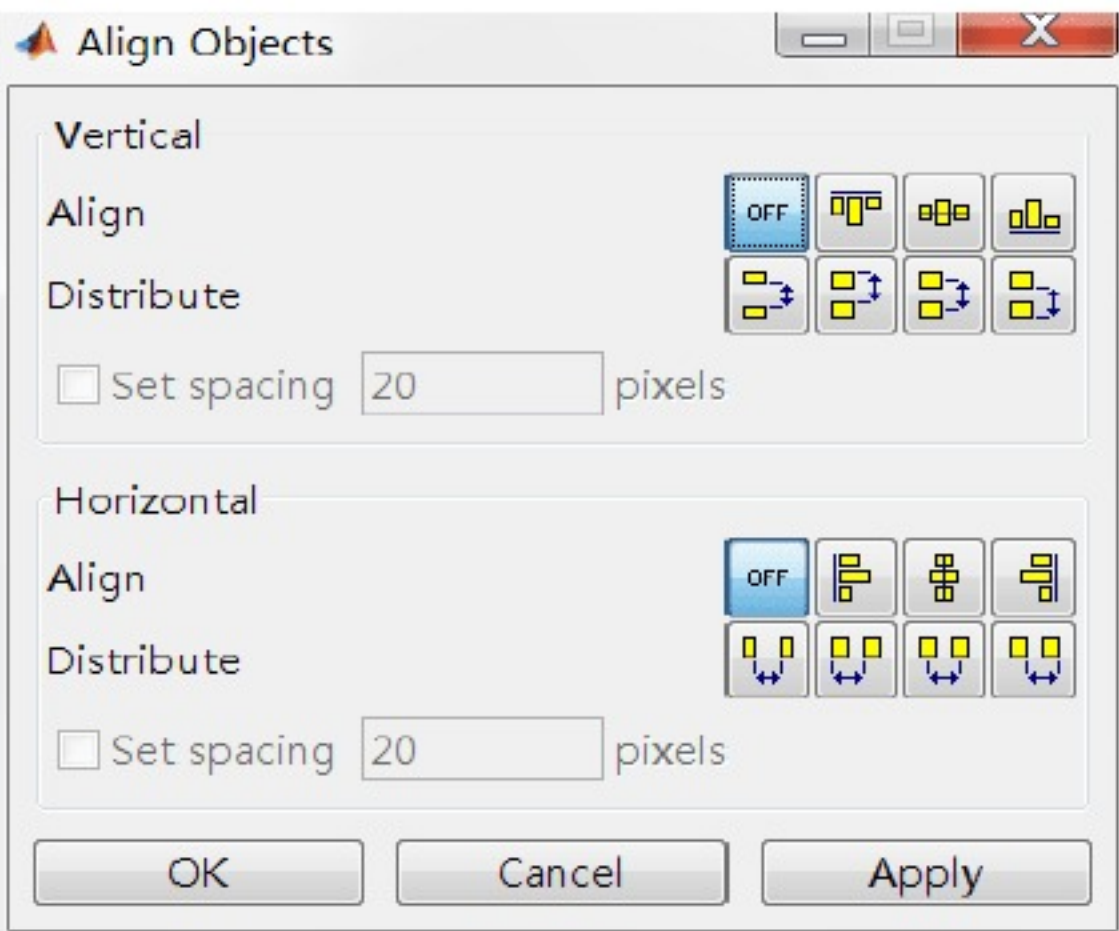 Align Objects
X
Vertical
Align
OFF
Distribute
Set spacing 20 pixels
Horizontal
Align
OFF
Distribute
Set spacing 20 pixels
OK Cancel Apply